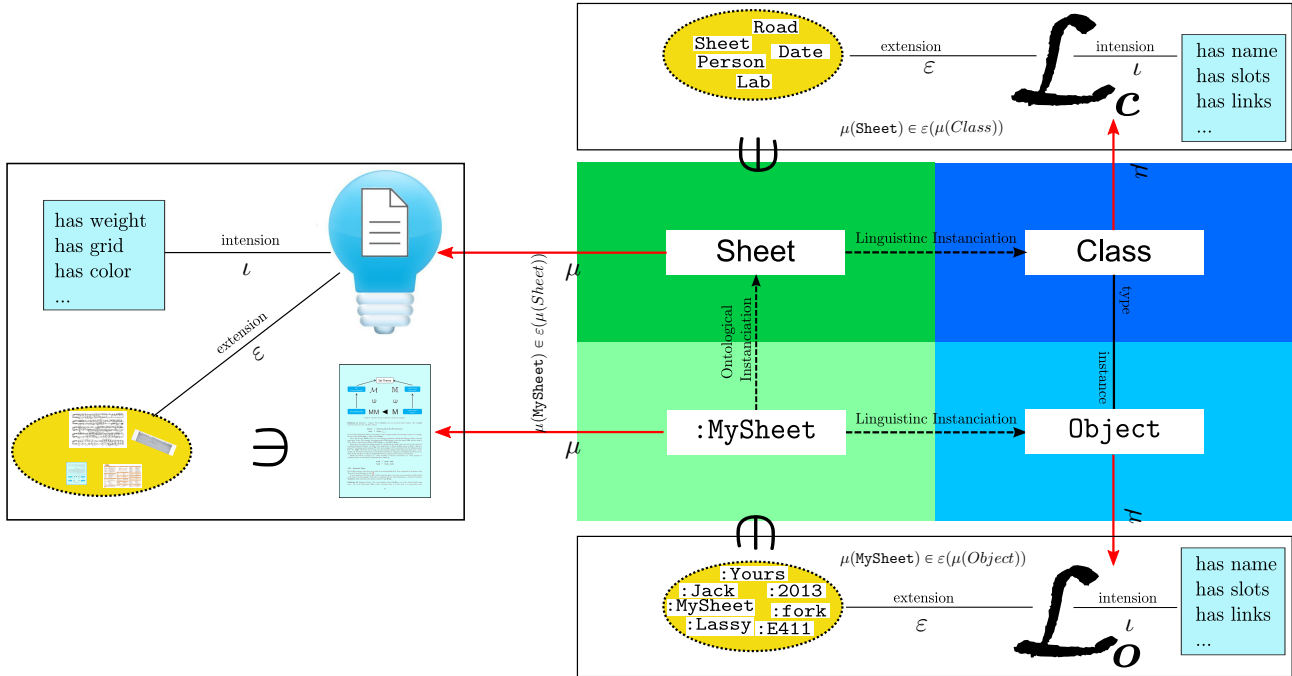 Road
Sheet
Date
Person
Lab
extension
ε
ℒ
C
intension
ι
has name
has slots
has links
...
μ(Sheet) ∈ ε(μ(Class))
∈
μ
has weight
has grid
has color
...
intension
ι
extension
ε
∋
μ
μ
μ(MySheet) ∈ ε(μ(Sheet))
Sheet
Linguistinc Instanciation
Class
Ontological
Instanciation
type
instance
:MySheet
Linguistinc Instanciation
Object
μ
∈
μ(MySheet) ∈ ε(μ(Object))
:Yours
:Jack
:2013
:MySheet
:fork
:Lassy
:E411
extension
ε
ℒ
O
intension
ι
has name
has slots
has links
...